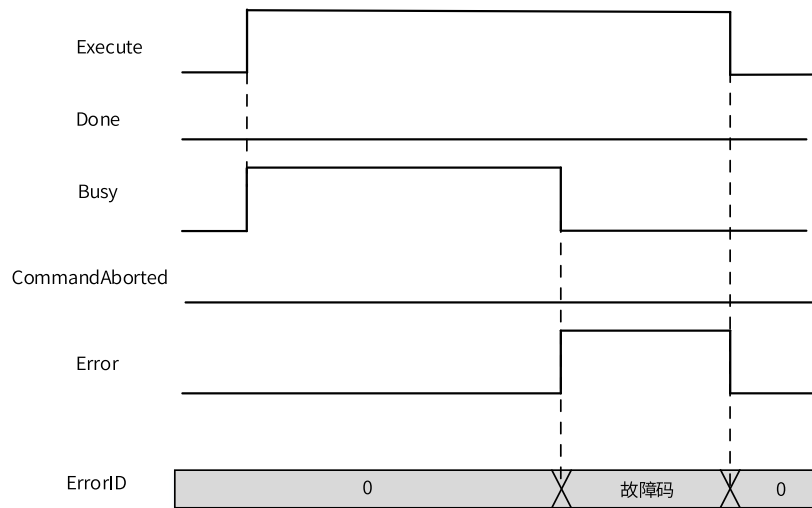 Execute
Done
Busy
CommandAborted
Error
ErrorID
0
故障码
0